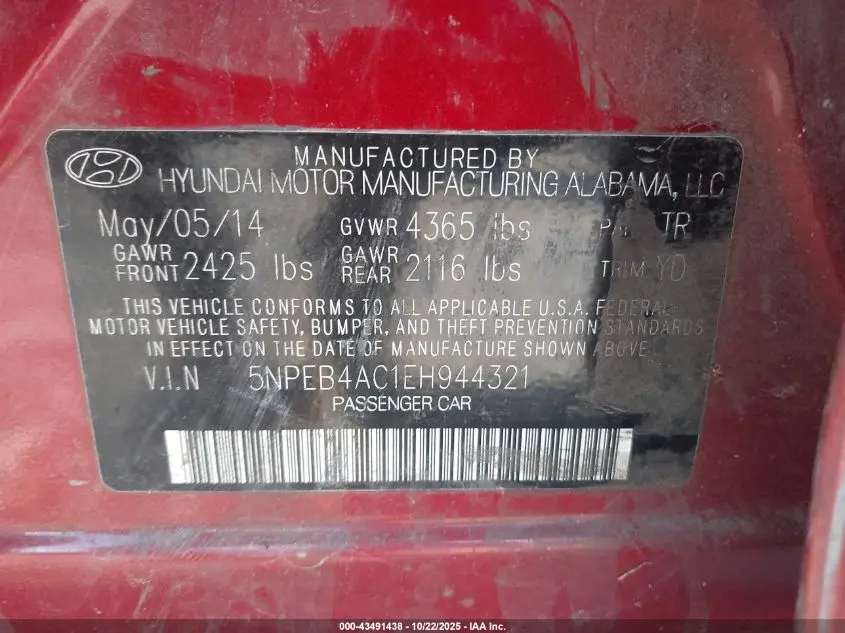 MANUFACTURED BY
HYUNDAI MOTOR MANUFACTURING ALABAMA, LLC
May/05/14 GVWR 4365 lbs TR
GAWR FRONT 2425 lbs GAWR REAR 2116 lbs TRIM YD
THIS VEHICLE CONFORMS TO ALL APPLICABLE U.S.A. FEDERAL
MOTOR VEHICLE SAFETY, BUMPER, AND THEFT PREVENTION STANDARDS
IN EFFECT ON THE DATE OF MANUFACTURE SHOWN ABOVE.
V.I.N 5NPEB4AC1EH944321
PASSENGER CAR
000-43491438 - 10/22/2025 - IAA Inc.